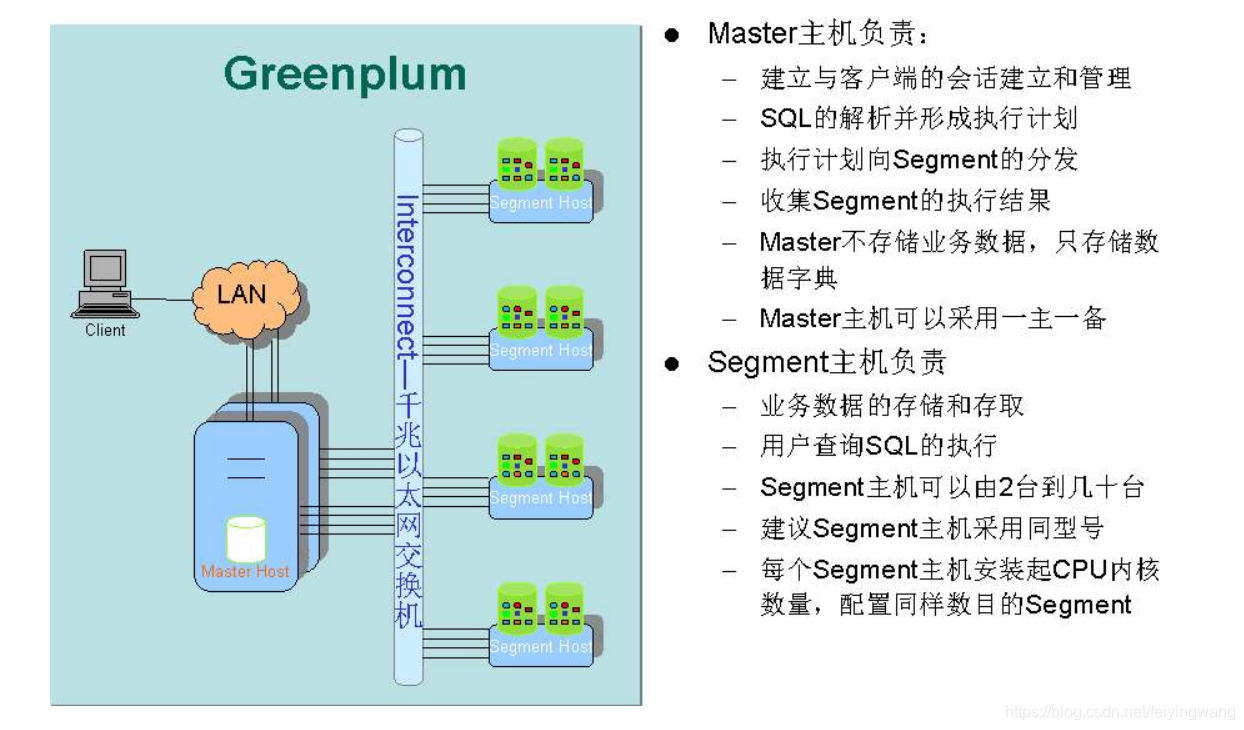 Greenplum
Client
LAN
Master Host
Interconnect—千兆以太网交换机
Segment Host
Segment Host
Segment Host
Segment Host
● Master主机负责：
– 建立与客户端的会话建立和管理
– SQL的解析并形成执行计划
– 执行计划向Segment的分发
– 收集Segment的执行结果
– Master不存储业务数据，只存储数
据字典
– Master主机可以采用一主一备
● Segment主机负责
– 业务数据的存储和存取
– 用户查询SQL的执行
– Segment主机可以由2台到几十台
– 建议Segment主机采用同型号
– 每个Segment主机安装起CPU内核
数量，配置同样数目的Segment
https://blog.csdn.net/feiyingwang